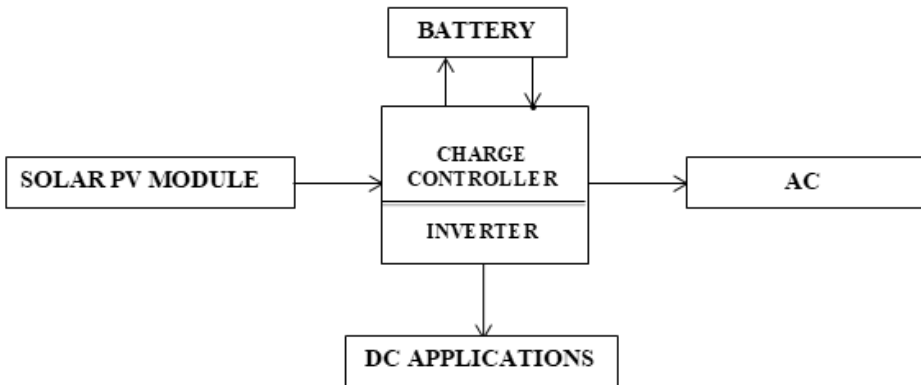 BATTERY
SOLAR PV MODULE
CHARGE
CONTROLLER
INVERTER
AC
DC APPLICATIONS